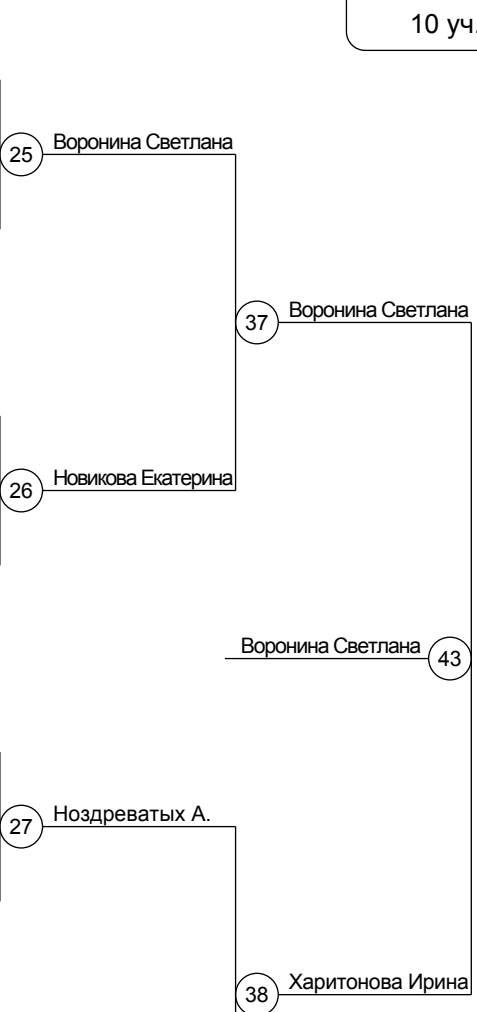 10 уч.
25 Воронина Светлана
37 Воронина Светлана
26 Новикова Екатерина
Воронина Светлана 43
27 Ноздреватых А.
38 Харитонова Ирина